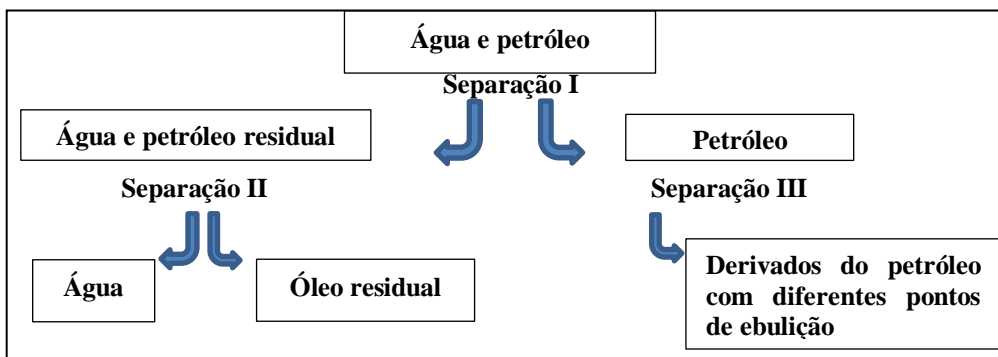 Água e petróleo
Separação I
Água e petróleo residual
Petróleo
Separação II
Separação III
Água
Óleo residual
Derivados do petróleo
com diferentes pontos
de ebulição